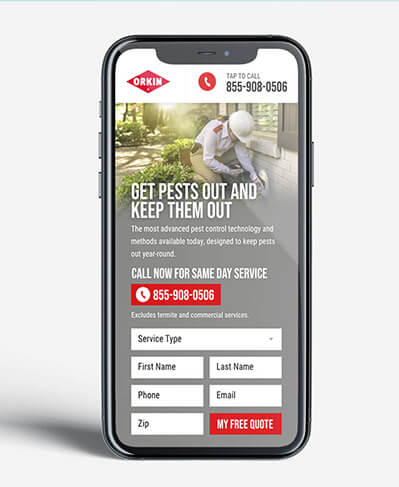 ORKIN
TAP TO CALL
855-908-0506
GET PESTS OUT AND
KEEP THEM OUT
The most advanced pest control technology and
methods available today, designed to keep pests
out year-round.
CALL NOW FOR SAME DAY SERVICE
855-908-0506
Excludes termite and commercial services.
Service Type
First Name
Last Name
Phone
Email
Zip
MY FREE QUOTE